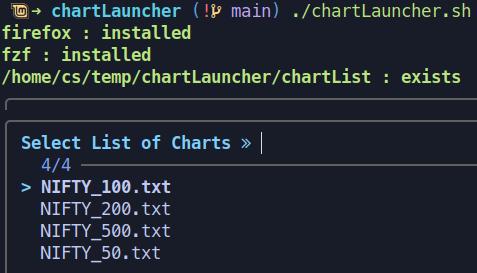 → chartLauncher (! main) ./chartLauncher.sh
firefox : installed
fzf : installed
/home/cs/temp/chartLauncher/chartList : exists
Select List of Charts »
4/4
> NIFTY_100.txt
NIFTY_200.txt
NIFTY_500.txt
NIFTY_50.txt